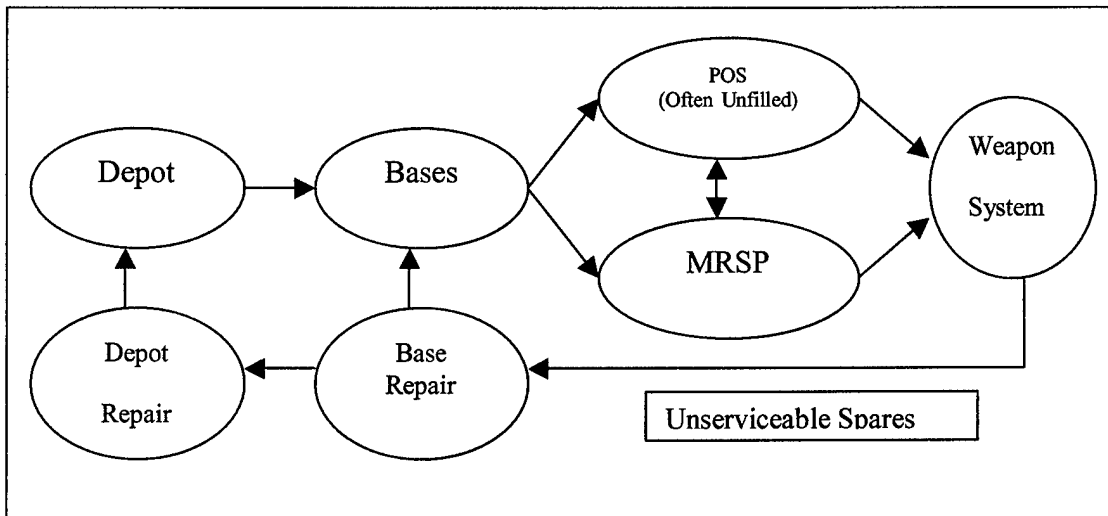 POS
(Often Unfilled)
Depot
Bases
Weapon
System
MRSP
Depot
Repair
Base
Repair
Unserviceable Spares